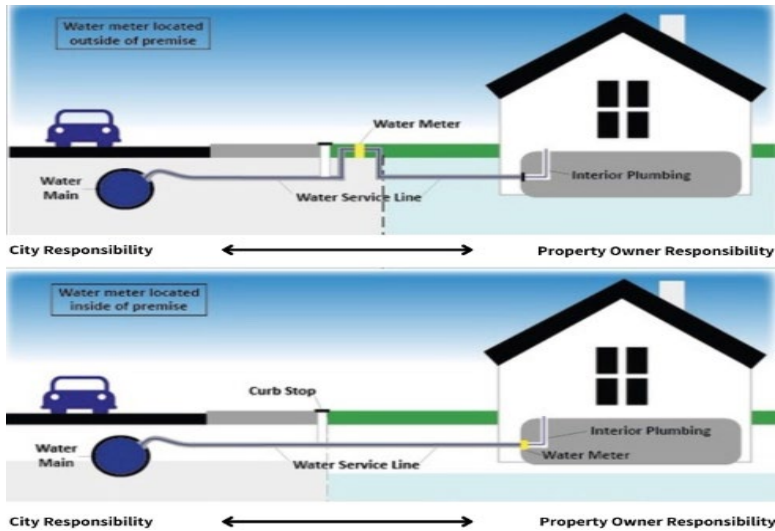 Water meter located
outside of premise
Water Meter
Water
Main
Water Service Line
Interior Plumbing
City Responsibility
Property Owner Responsibility
Water meter located
inside of premise
Curb Stop
Water
Main
Water Service Line
Interior Plumbing
Water Meter
City Responsibility
Property Owner Responsibility